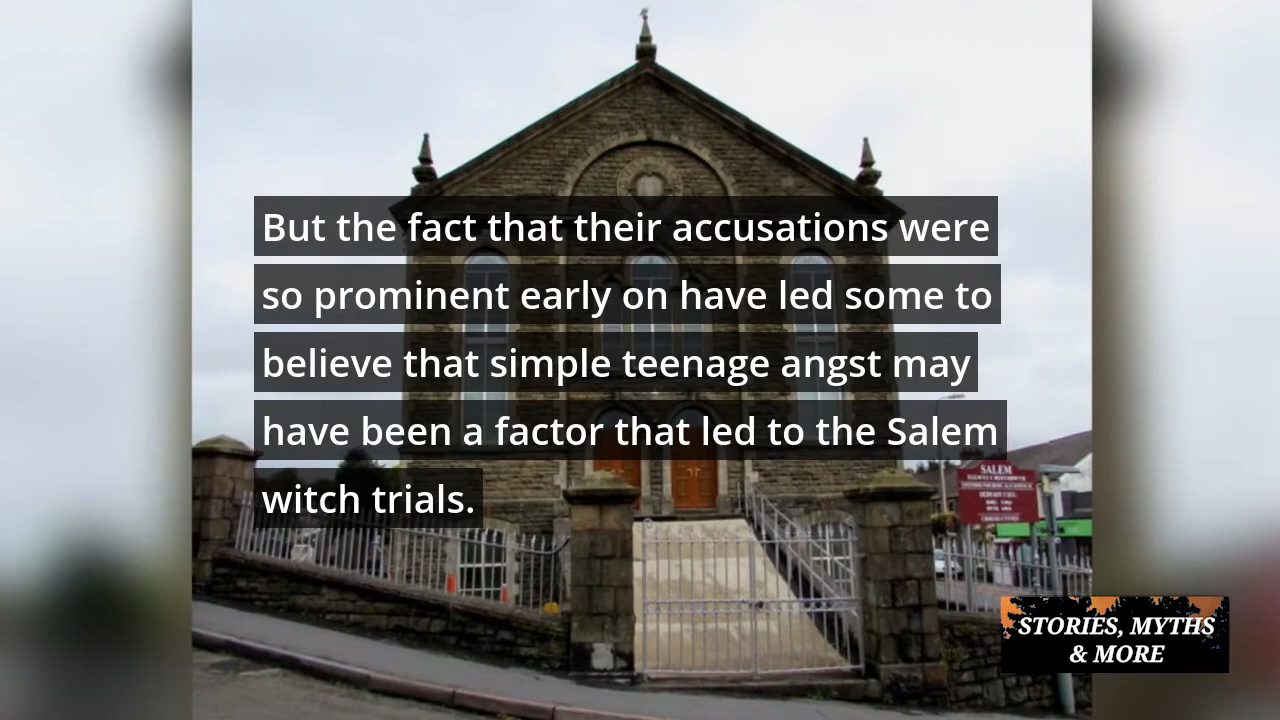 But the fact that their accusations were
so prominent early on have led some to
believe that simple teenage angst may
have been a factor that led to the Salem
witch trials.
SALEM
STORIES, MYTHS
& MORE